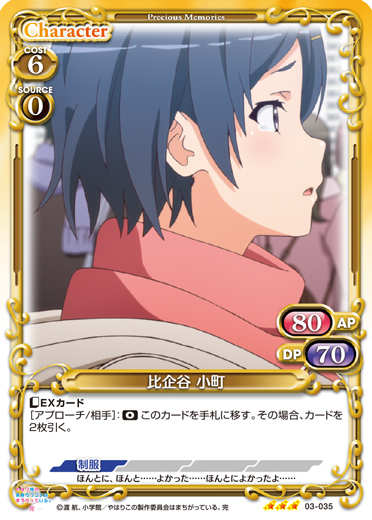 Precious Memories
Character
COST
6
SOURCE
0
80 AP
DP 70
比企谷 小町
EXカード
[アプローチ/相手]:0このカードを手札に移す。その場合、カードを
2枚引く。
制服
ほんとに、ほんと……よかった……ほんとによかったよ……。
©渡 航、小学館/やはりこの製作委員会はまちがっている。完
03-035